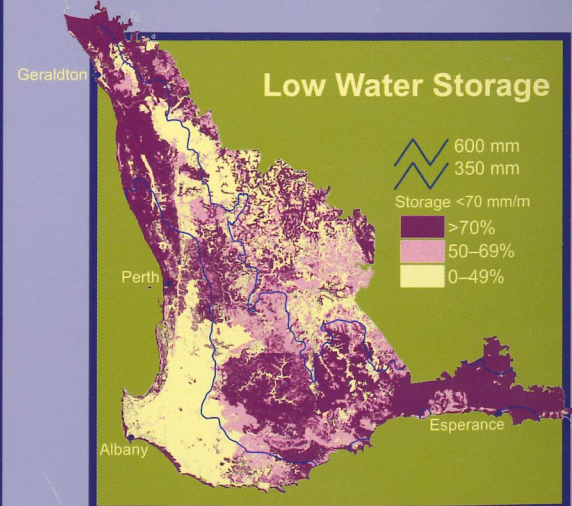 Geraldton
Low Water Storage
600 mm
350 mm
Storage <70 mm/m
>70%
50–69%
0–49%
Perth
Esperance
Albany